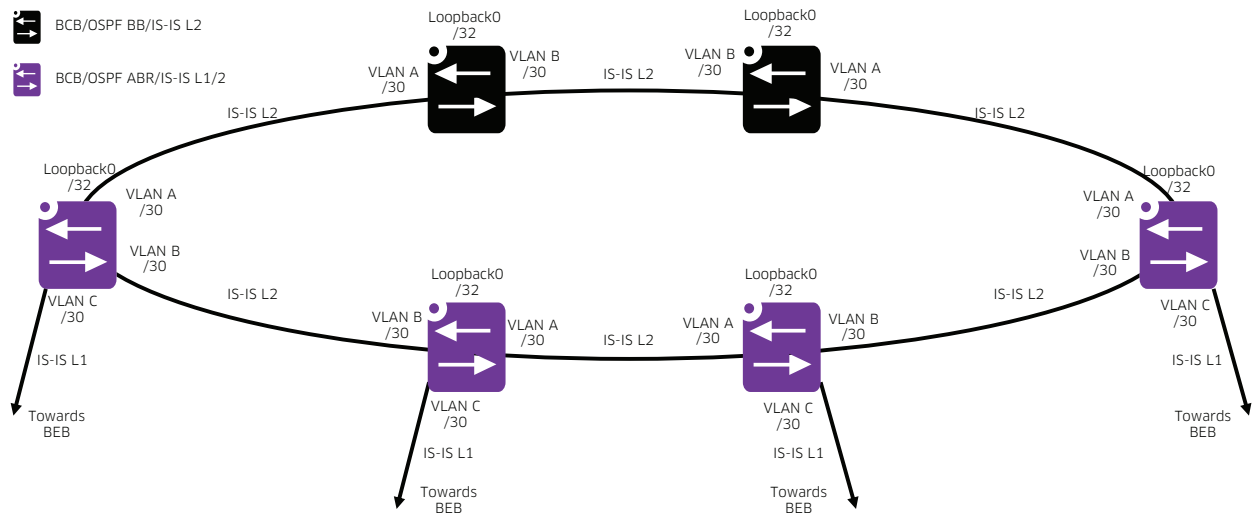 BCB/OSPF BB/IS-IS L2
BCB/OSPF ABR/IS-IS L1/2
Loopback0
/32
VLAN A
/30
VLAN B
/30
IS-IS L2
Loopback0
/32
VLAN B
/30
VLAN A
/30
IS-IS L2
IS-IS L2
Loopback0
/32
VLAN A
/30
VLAN B
/30
VLAN C
/30
IS-IS L1
Towards
BEB
IS-IS L2
Loopback0
/32
VLAN B
/30
VLAN A
/30
VLAN C
/30
IS-IS L1
Towards
BEB
IS-IS L2
Loopback0
/32
VLAN A
/30
VLAN B
/30
VLAN C
/30
IS-IS L1
Towards
BEB
IS-IS L2
Loopback0
/32
VLAN A
/30
VLAN B
/30
VLAN C
/30
IS-IS L1
Towards
BEB